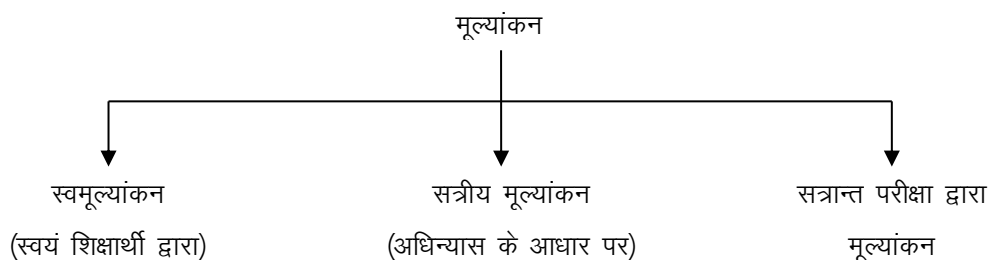 मूल्यांकन
स्वमूल्यांकन
(स्वयं शिक्षार्थी द्वारा)
सत्रीय मूल्यांकन
(अधिन्यास के आधार पर)
सत्रान्त परीक्षा द्वारा
मूल्यांकन